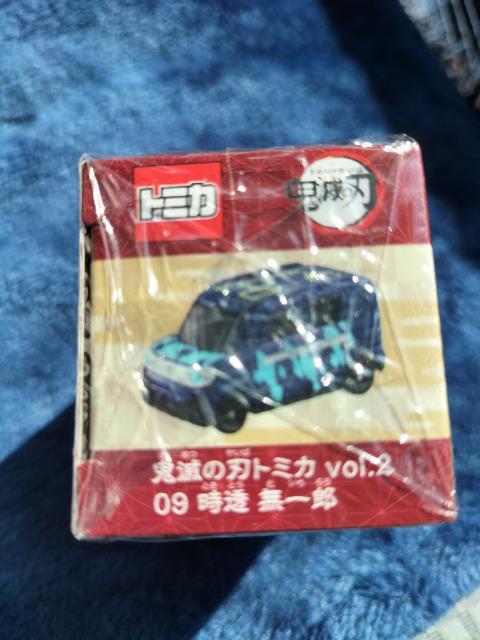 トミカ
鬼滅刃
鬼滅の刃トミカ vol.2
09 時透 無一郎